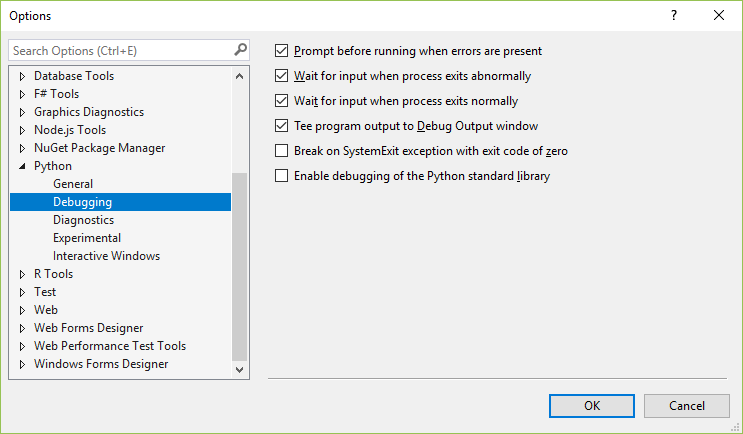 Options
?
Search Options (Ctrl+E)
Database Tools
F# Tools
Graphics Diagnostics
Node.js Tools
NuGet Package Manager
Python
General
Debugging
Diagnostics
Experimental
Interactive Windows
R Tools
Test
Web
Web Forms Designer
Web Performance Test Tools
Windows Forms Designer
Prompt before running when errors are present
Wait for input when process exits abnormally
Wait for input when process exits normally
Tee program output to Debug Output window
Break on SystemExit exception with exit code of zero
Enable debugging of the Python standard library
OK
Cancel